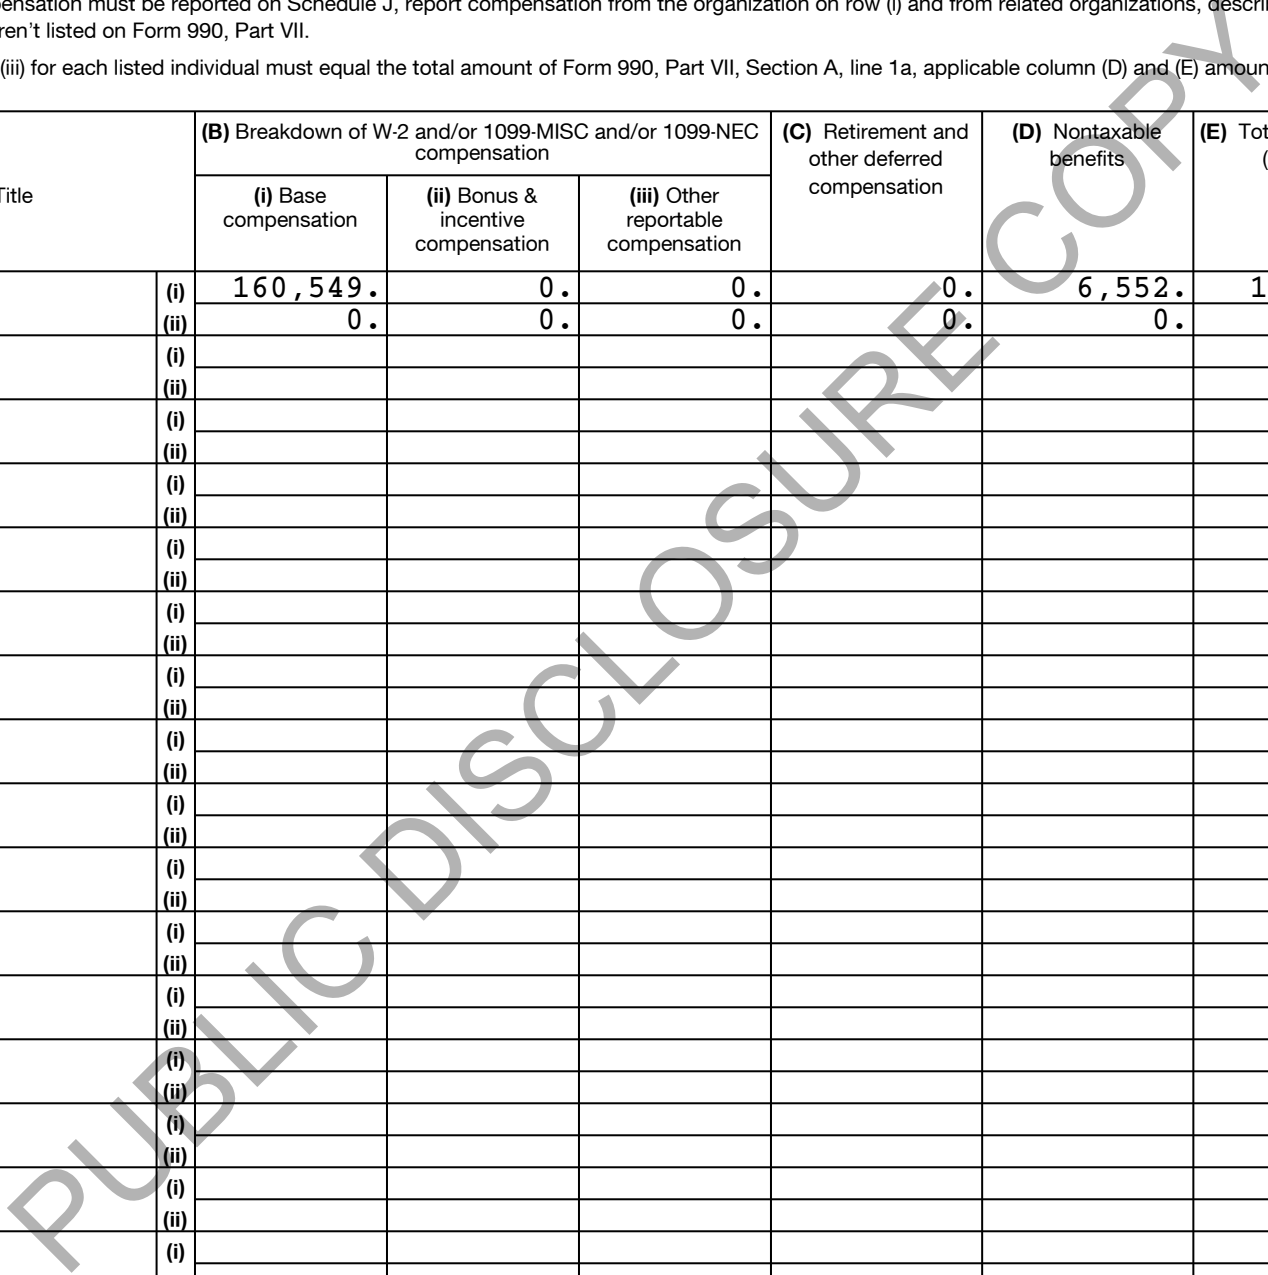 ensation must be reported on Schedule J, report compensation from the organization on row (i) and from related organizations, descri
ren't listed on Form 990, Part VII.
(iii) for each listed individual must equal the total amount of Form 990, Part VII, Section A, line 1a, applicable column (D) and (E) amoun
(B) Breakdown of W-2 and/or 1099-MISC and/or 1099-NEC compensation
(C) Retirement and other deferred compensation
(D) Nontaxable benefits
(E) Tot
(
Title
(i) Base compensation
(ii) Bonus & incentive compensation
(iii) Other reportable compensation
(i) 160,549. 0. 0. 0. 6,552. 1
(ii) 0. 0. 0. 0. 0.
(i)
(ii)
(i)
(ii)
(i)
(ii)
(i)
(ii)
(i)
(ii)
(i)
(ii)
(i)
(ii)
(i)
(ii)
(i)
(ii)
(i)
(ii)
(i)
(ii)
(i)
(ii)
(i)
(ii)
(i)
(ii)
(i)
PUBLIC DISCLOSURE COPY